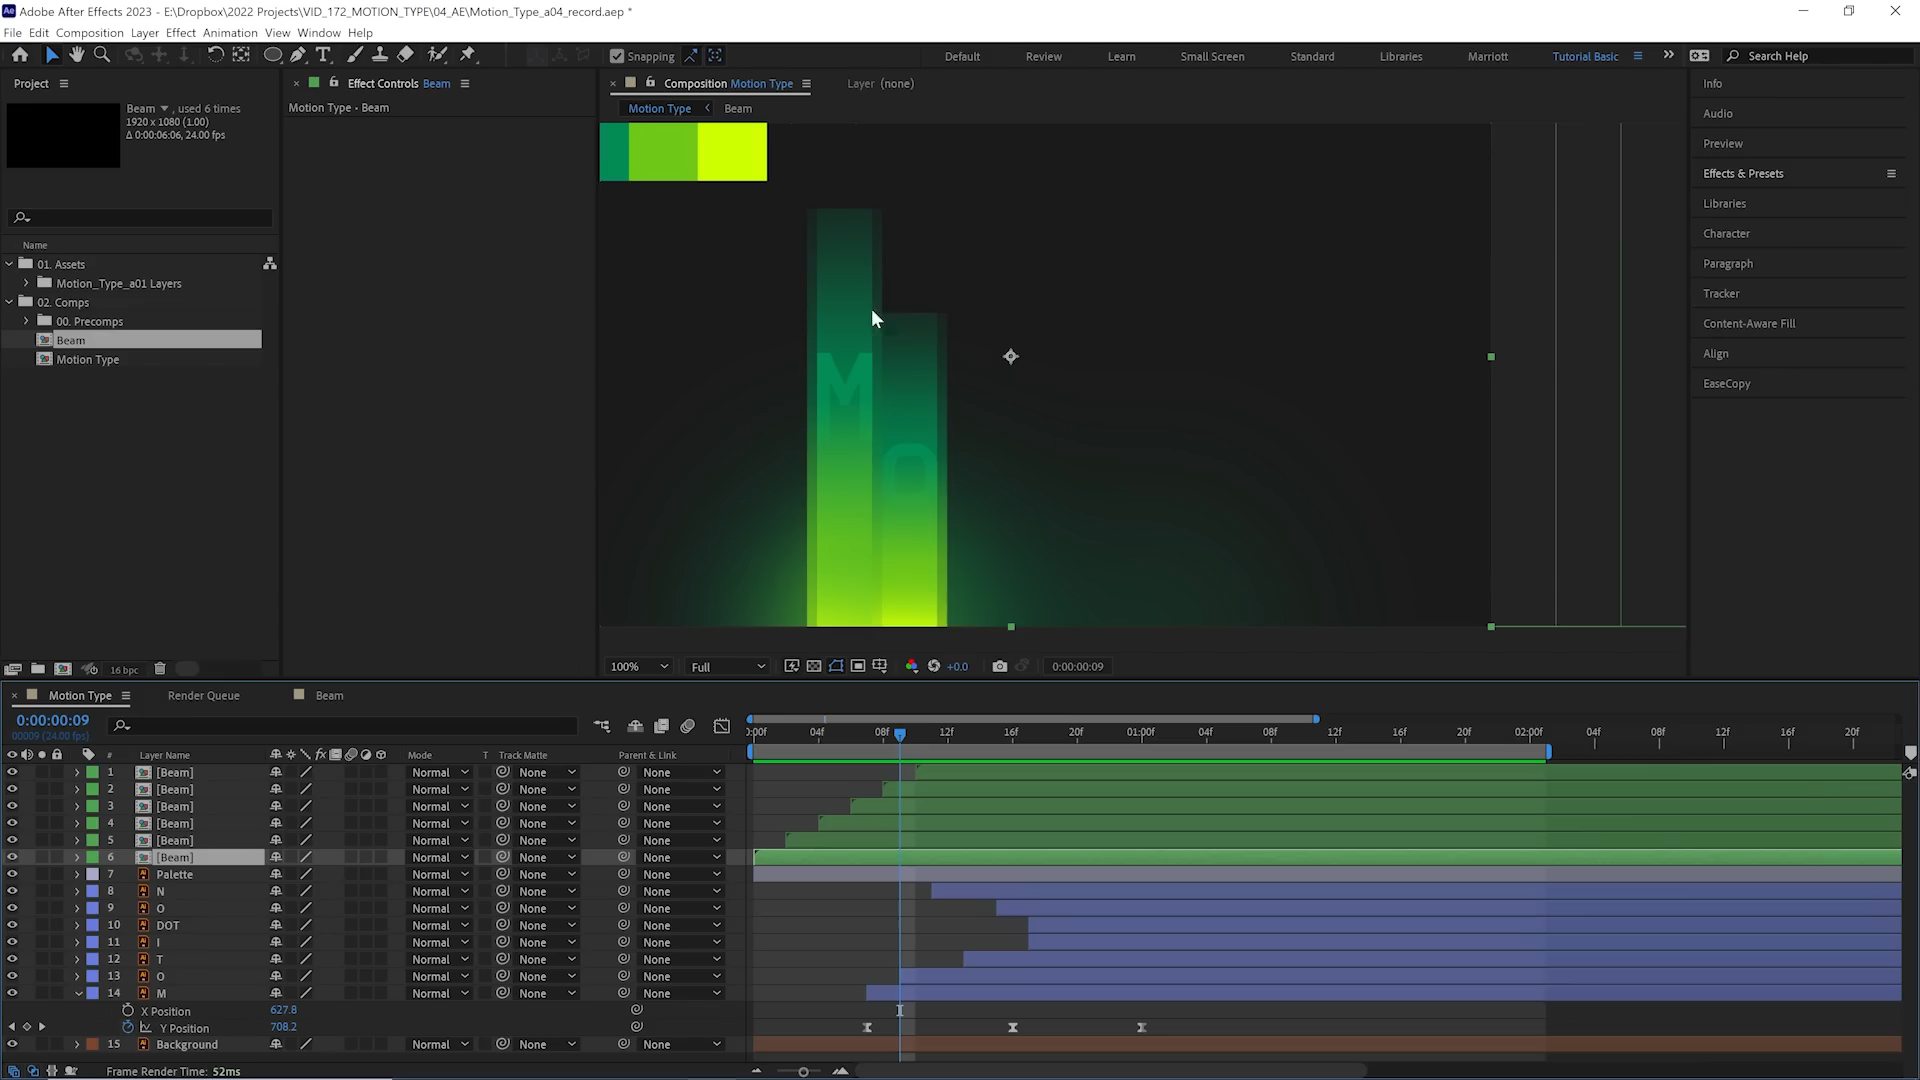 Adobe After Effects 2023 - E:\Dropbox\2022 Projects\VID_172_MOTION_TYPE\04_AE\Motion_Type_a04_record.aep *
File Edit Composition Layer Effect Animation View Window Help
Snapping Default Review Learn Small Screen Standard Libraries Marriott Tutorial Basic Search Help
Project
Beam, used 6 times
1920 x 1080 (1.00)
Δ 0:00:06:06, 24.00 fps
Name
01. Assets
Motion_Type_a01 Layers
02. Comps
00. Precomps
Beam
Motion Type
16 bpc
Effect Controls Beam
Motion Type • Beam
Composition Motion Type Layer (none)
Motion Type Beam
M
O
100% Full +0.0 0:00:00:09
Info
Audio
Preview
Effects & Presets
Libraries
Character
Paragraph
Tracker
Content-Aware Fill
Align
EaseCopy
Motion Type Render Queue Beam
0:00:00:09
00009 (24.00 fps)
0:00f 04f 08f 12f 16f 20f 01:00f 04f 08f 12f 16f 20f 02:00f 04f 08f 12f 16f 20f
# Layer Name fx Mode T Track Matte Parent & Link
1 [Beam] Normal None None
2 [Beam] Normal None None
3 [Beam] Normal None None
4 [Beam] Normal None None
5 [Beam] Normal None None
6 [Beam] Normal None None
7 Palette Normal None None
8 N Normal None None
9 O Normal None None
10 DOT Normal None None
11 I Normal None None
12 T Normal None None
13 O Normal None None
14 M Normal None None
X Position 627.8
Y Position 708.2
15 Background Normal None None
Frame Render Time: 52ms